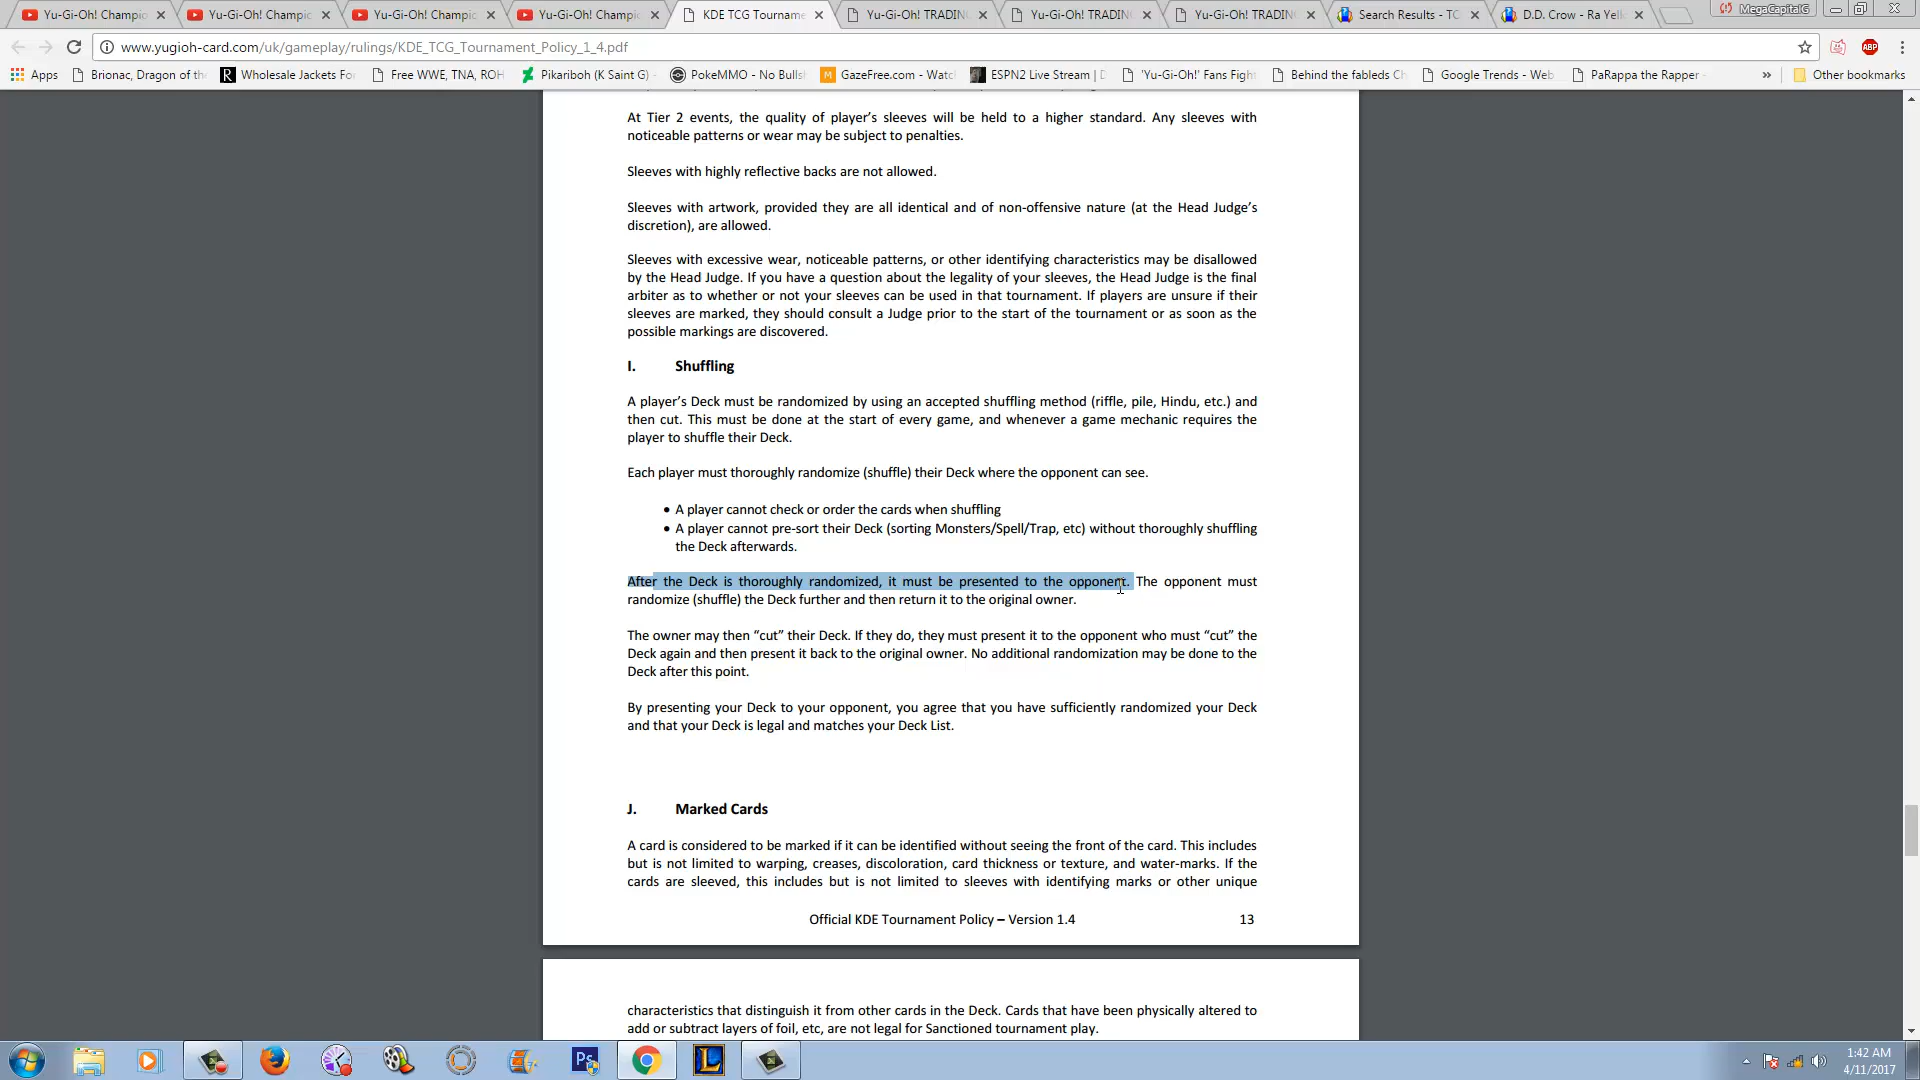 Yu-Gi-Oh! Champic
Yu-Gi-Oh! Champic
Yu-Gi-Oh! Champic
Yu-Gi-Oh! Champic
KDE TCG Tourname
Yu-Gi-Oh! TRADING
Yu-Gi-Oh! TRADING
Yu-Gi-Oh! TRADING
Search Results - TC
D.D. Crow - Ra Yell
MegaCapitalG
www.yugioh-card.com/uk/gameplay/rulings/KDE_TCG_Tournament_Policy_1_4.pdf
ABP
Apps
Brionac, Dragon of th
Wholesale Jackets Fo
Free WWE, TNA, ROH
Pikariboh (K Saint G)
PokeMMO - No Bulls
GazeFree.com - Watc
ESPN2 Live Stream | D
'Yu-Gi-Oh!' Fans Figh
Behind the fableds Ch
Google Trends - Web
PaRappa the Rapper
»
Other bookmarks
At Tier 2 events, the quality of player’s sleeves will be held to a higher standard. Any sleeves with
noticeable patterns or wear may be subject to penalties.
Sleeves with highly reflective backs are not allowed.
Sleeves with artwork, provided they are all identical and of non-offensive nature (at the Head Judge’s
discretion), are allowed.
Sleeves with excessive wear, noticeable patterns, or other identifying characteristics may be disallowed
by the Head Judge. If you have a question about the legality of your sleeves, the Head Judge is the final
arbiter as to whether or not your sleeves can be used in that tournament. If players are unsure if their
sleeves are marked, they should consult a Judge prior to the start of the tournament or as soon as the
possible markings are discovered.
I. Shuffling
A player’s Deck must be randomized by using an accepted shuffling method (riffle, pile, Hindu, etc.) and
then cut. This must be done at the start of every game, and whenever a game mechanic requires the
player to shuffle their Deck.
Each player must thoroughly randomize (shuffle) their Deck where the opponent can see.
• A player cannot check or order the cards when shuffling
• A player cannot pre-sort their Deck (sorting Monsters/Spell/Trap, etc) without thoroughly shuffling
the Deck afterwards.
After the Deck is thoroughly randomized, it must be presented to the opponent. The opponent must
randomize (shuffle) the Deck further and then return it to the original owner.
The owner may then “cut” their Deck. If they do, they must present it to the opponent who must “cut” the
Deck again and then present it back to the original owner. No additional randomization may be done to the
Deck after this point.
By presenting your Deck to your opponent, you agree that you have sufficiently randomized your Deck
and that your Deck is legal and matches your Deck List.
J. Marked Cards
A card is considered to be marked if it can be identified without seeing the front of the card. This includes
but is not limited to warping, creases, discoloration, card thickness or texture, and water-marks. If the
cards are sleeved, this includes but is not limited to sleeves with identifying marks or other unique
Official KDE Tournament Policy – Version 1.4 13
characteristics that distinguish it from other cards in the Deck. Cards that have been physically altered to
add or subtract layers of foil, etc, are not legal for Sanctioned tournament play.
Ps
L
1:42 AM
4/11/2017